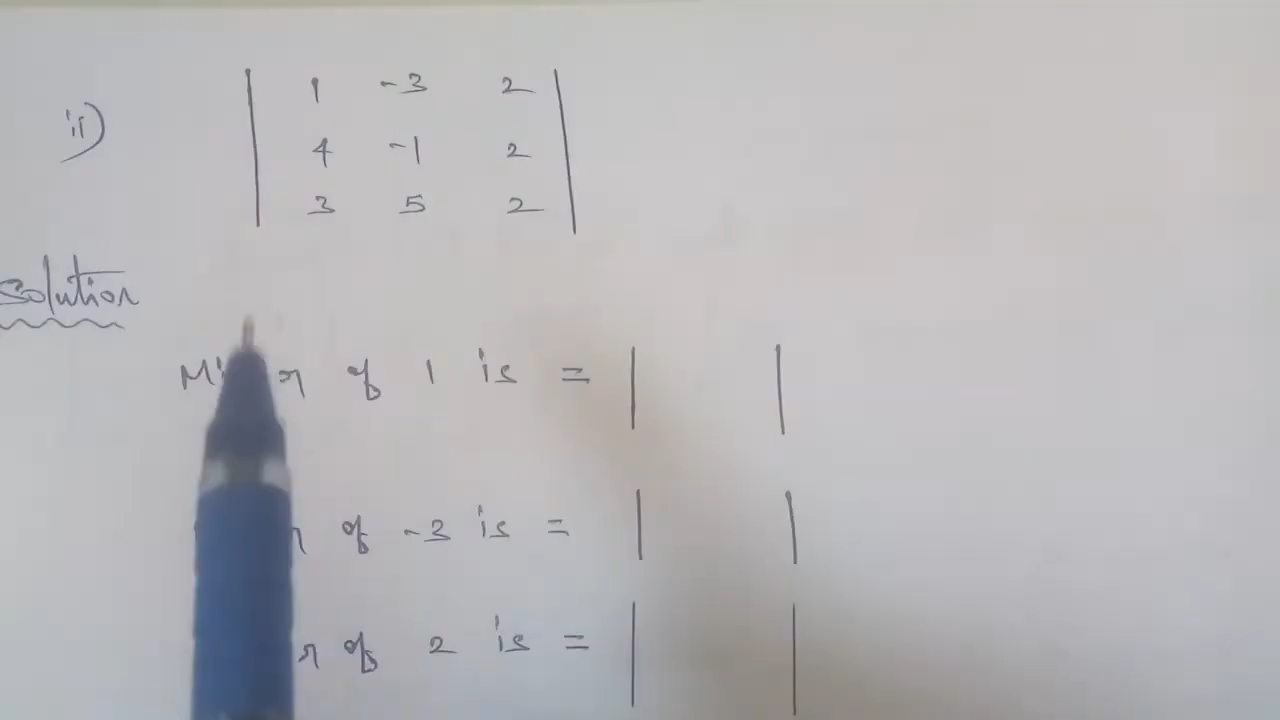 ii) | 1 -3 2 |
| 4 -1 2 |
| 3 5 2 |
Solution
of 1 is = | |
of -3 is = | |
of 2 is = | |